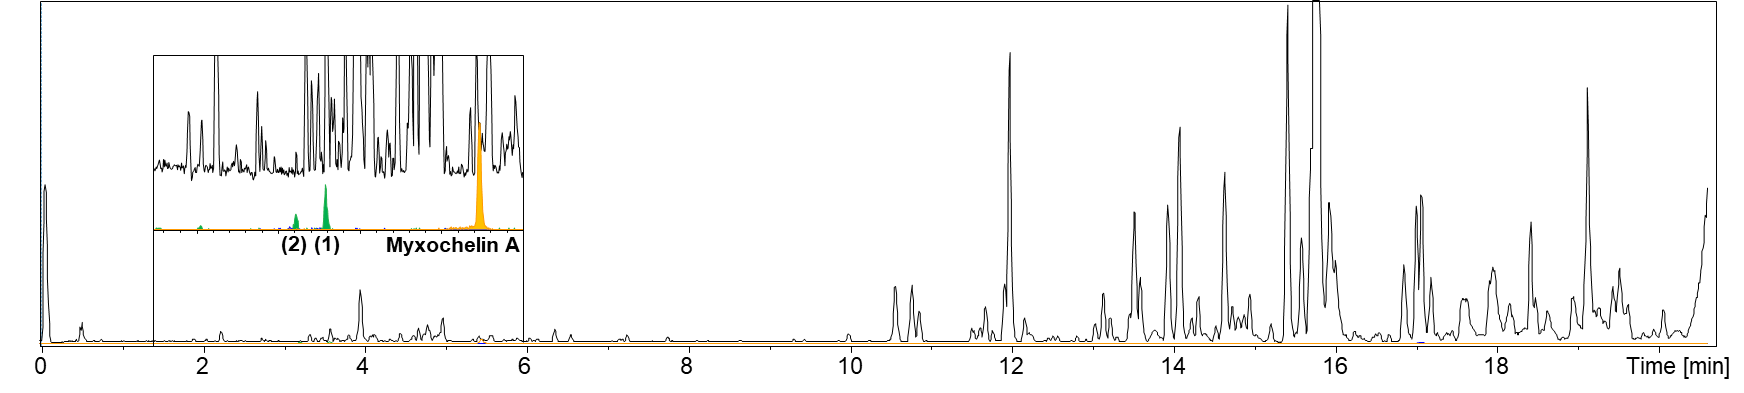 (2) (1) Myxochelin A
0 2 4 6 8 10 12 14 16 18 Time [min]